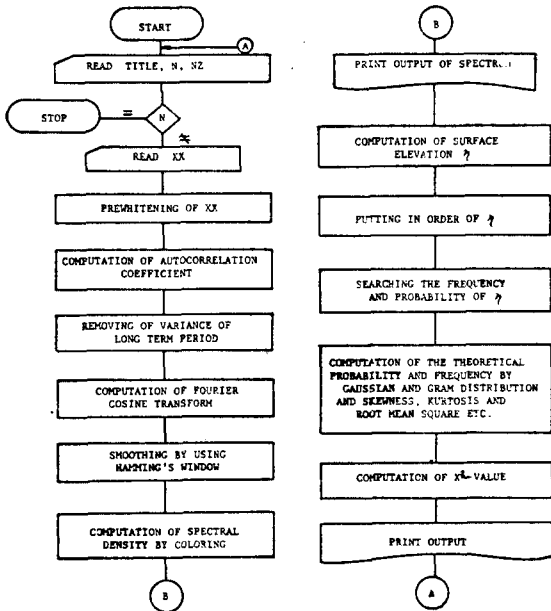 START
A
READ TITLE, N, NZ
STOP
=
N
≠
READ XX
PREWHITENING OF XX
COMPUTATION OF AUTOCORRELATION
COEFFICIENT
REMOVING OF VARIANCE OF
LONG TERM PERIOD
COMPUTATION OF FOURIER
COSINE TRANSFORM
SMOOTHING BY USING
HAMMING'S WINDOW
COMPUTATION OF SPECTRAL
DENSITY BY COLORING
B
B
PRINT OUTPUT OF
COMPUTATION OF SURFACE
ELEVATION η
PUTTING IN ORDER OF η
SEARCHING THE FREQUENCY
AND PROBABILITY OF η
COMPUTATION OF THE THEORETICAL
PROBABILITY AND FREQUENCY BY
GAUSSIAN AND GRAM DISTRIBUTION
AND SKEWNESS, KURTOSIS AND
ROOT MEAN SQUARE ETC.
COMPUTATION OF X² VALUE
PRINT OUTPUT
A